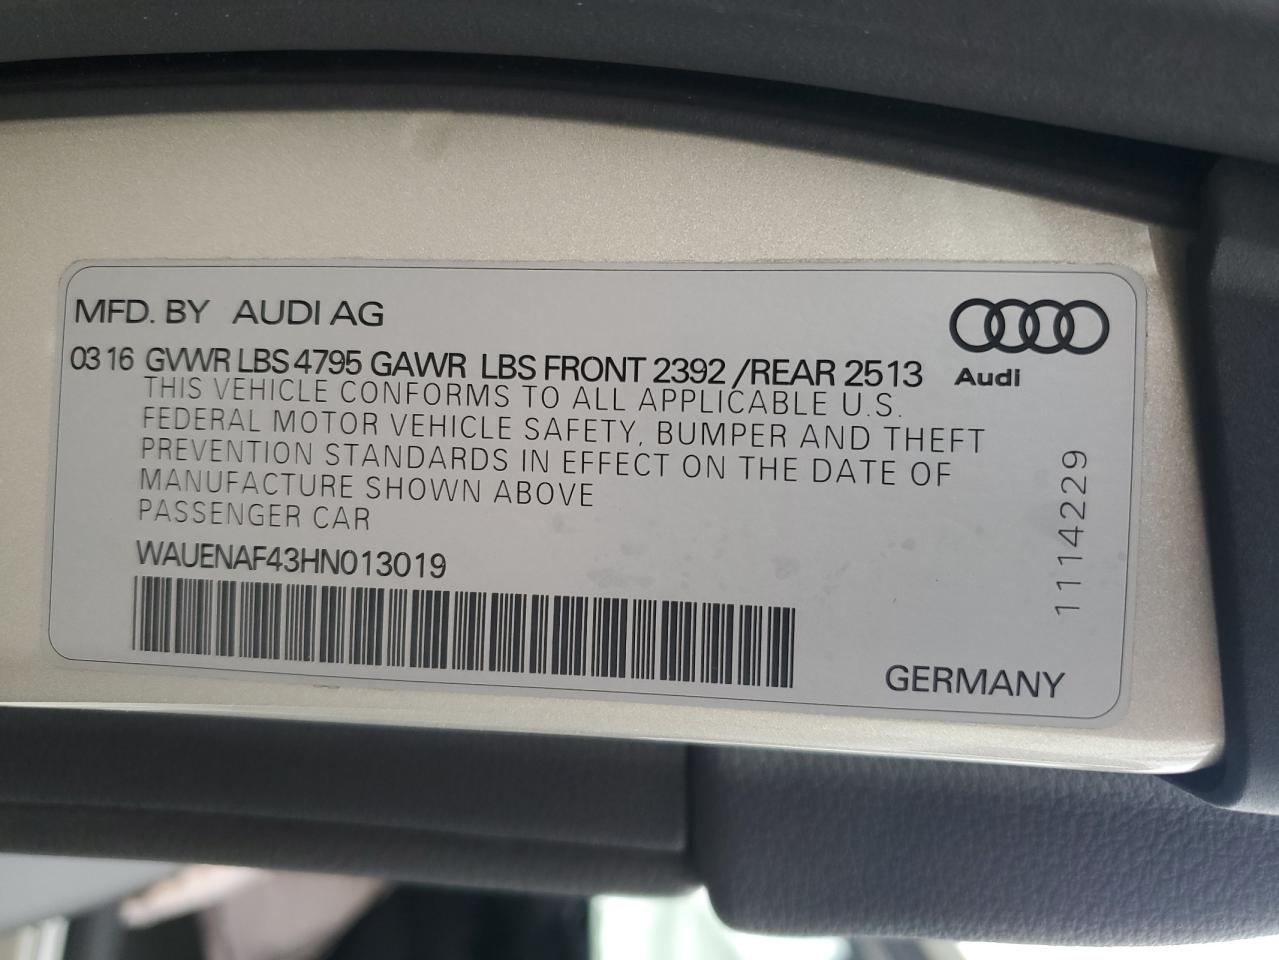 MFD. BY AUDI AG
03 16 GVWR LBS 4795 GAWR LBS FRONT 2392 /REAR 2513
Audi
THIS VEHICLE CONFORMS TO ALL APPLICABLE U.S.
FEDERAL MOTOR VEHICLE SAFETY, BUMPER AND THEFT
PREVENTION STANDARDS IN EFFECT ON THE DATE OF
MANUFACTURE SHOWN ABOVE
PASSENGER CAR
WAUENAF43HN013019
1114229
GERMANY